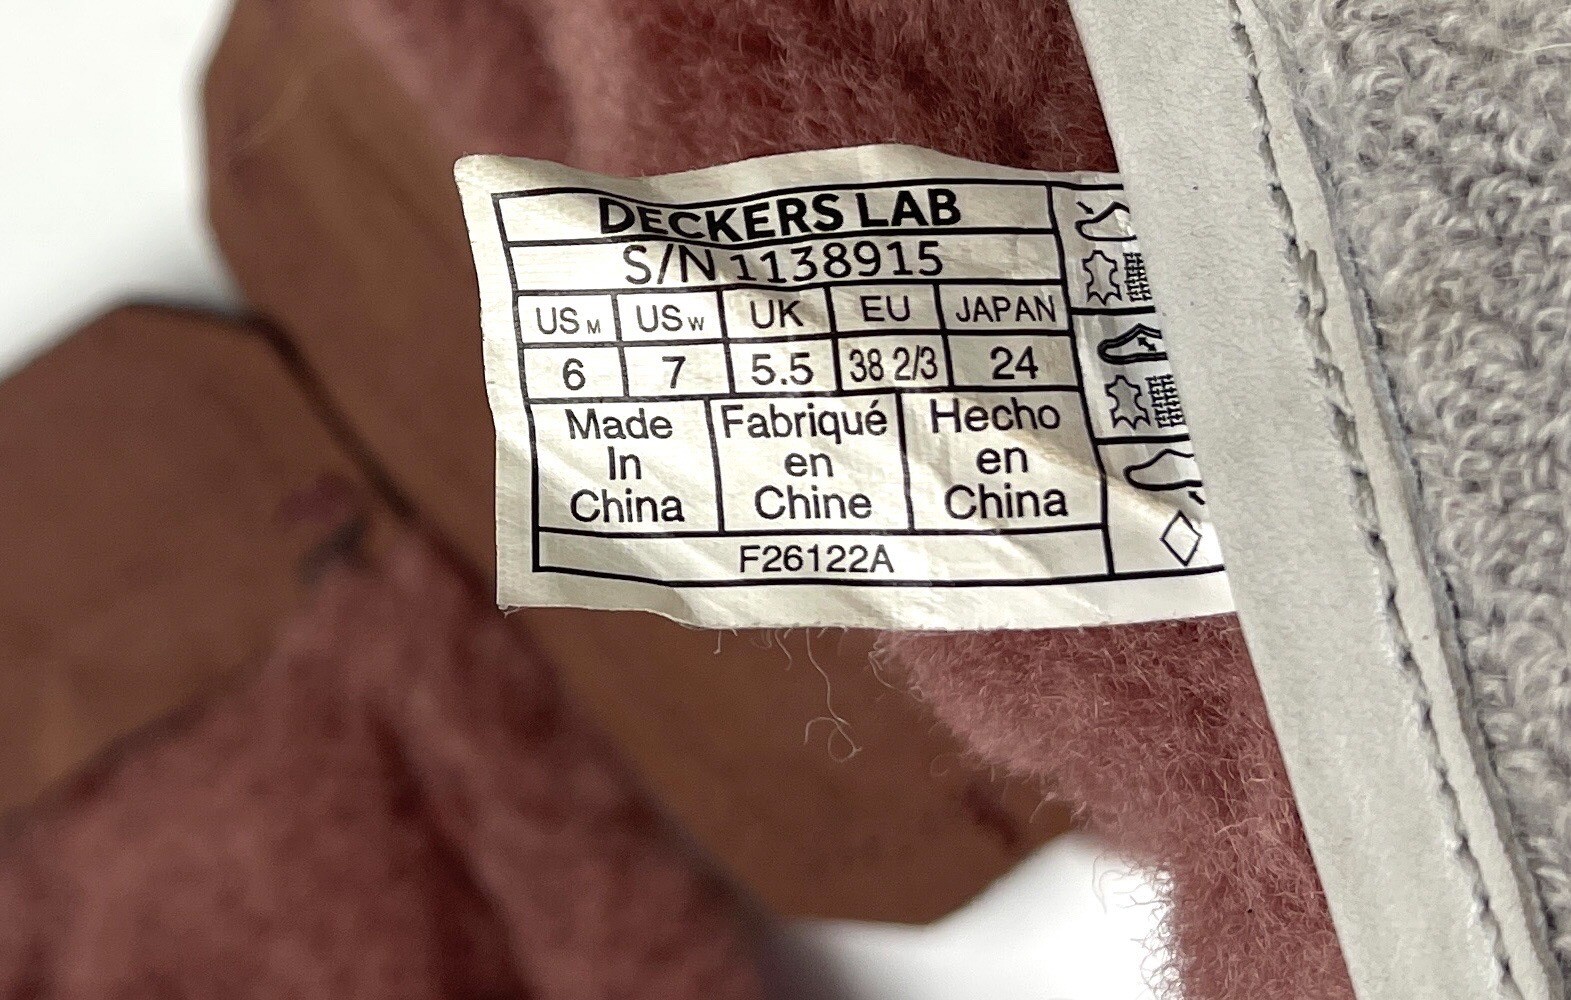 DECKERS LAB
S/N 1138915
US M US W UK EU JAPAN
6 7 5.5 38 2/3 24
Made In China
Fabriqué en Chine
Hecho en China
F26122A